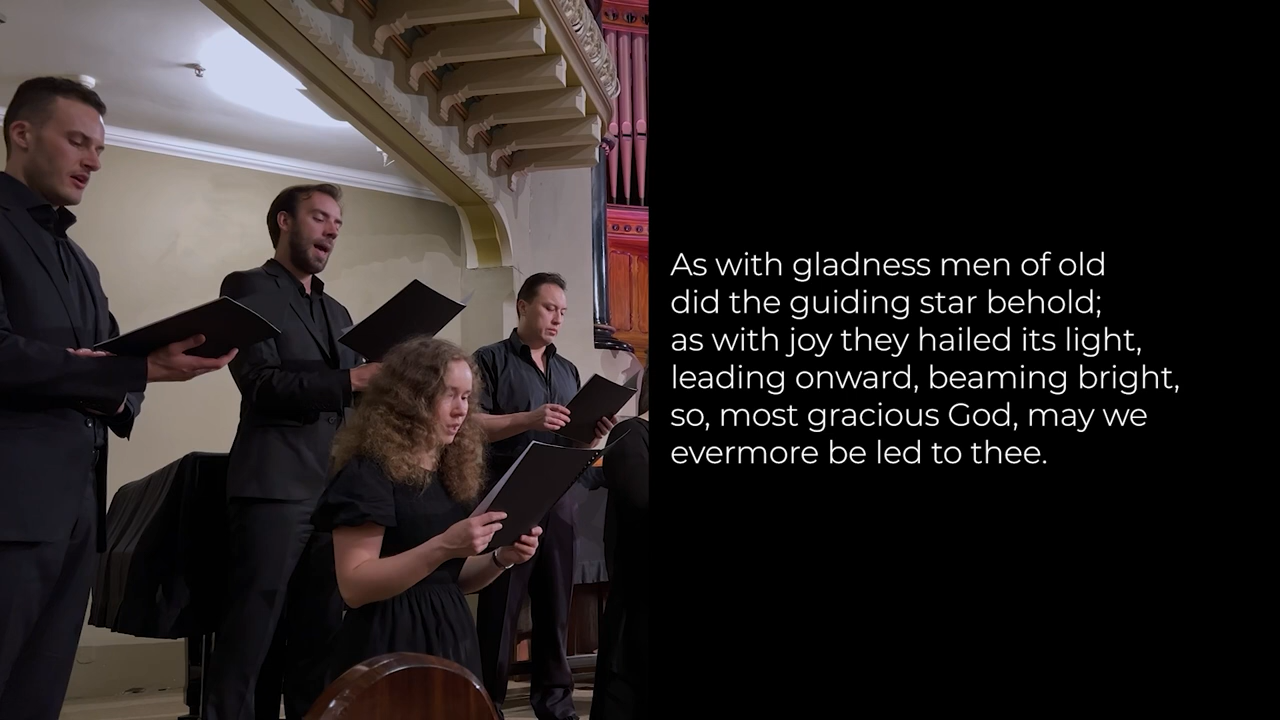 As with gladness men of old
did the guiding star behold;
as with joy they hailed its light,
leading onward, beaming bright,
so, most gracious God, may we
evermore be led to thee.